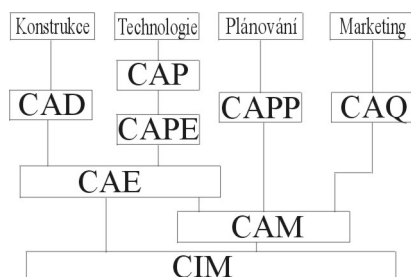 Konstrukce Technologie Plánování Marketing
CAP
CAD CAPP CAQ
CAPE
CAE
CAM
CIM